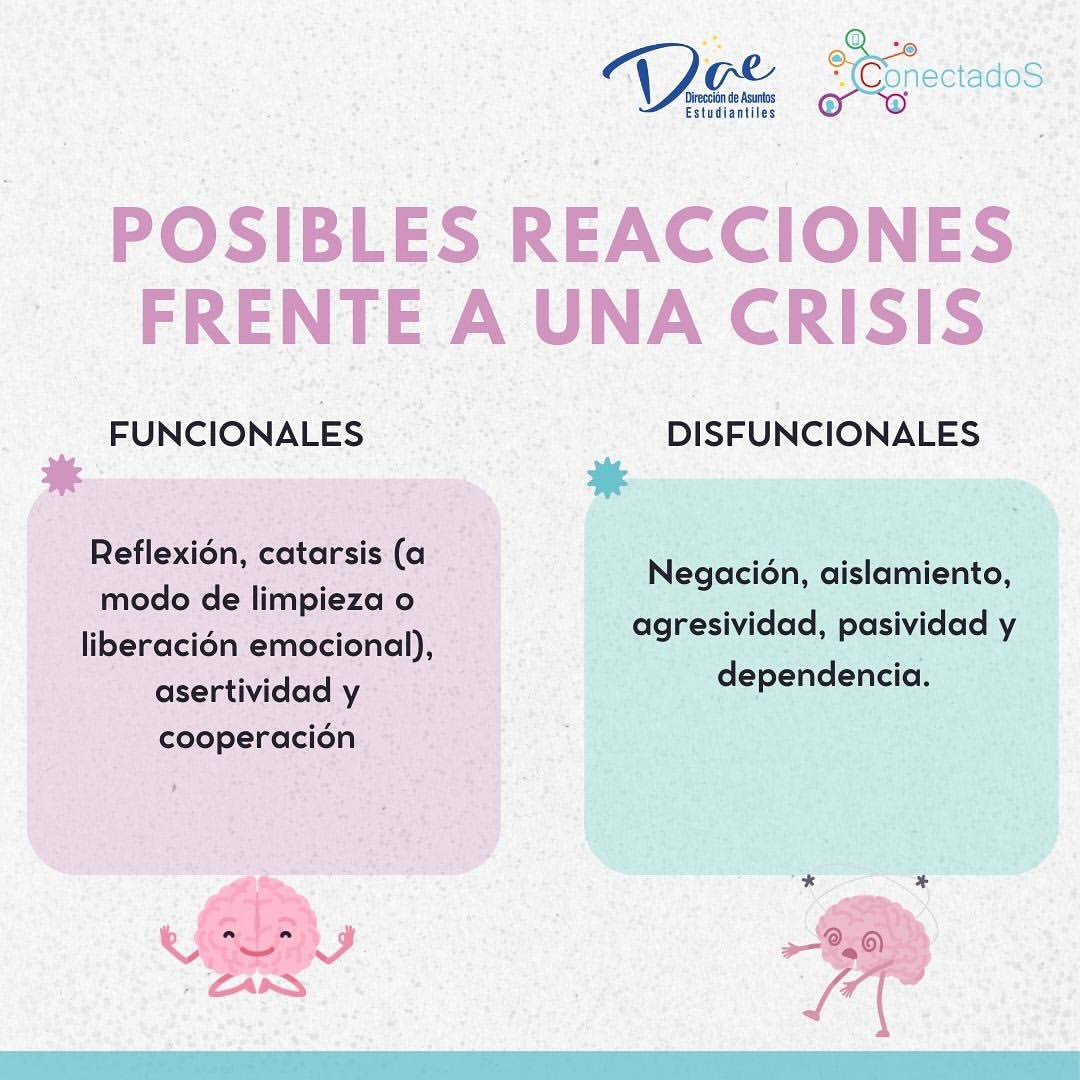 Dae
Dirección de Asuntos
Estudiantiles
ConectadoS
POSIBLES REACCIONES
FRENTE A UNA CRISIS
FUNCIONALES
Reflexión, catarsis (a
modo de limpieza o
liberación emocional),
asertividad y
cooperación
DISFUNCIONALES
Negación, aislamiento,
agresividad, pasividad y
dependencia.